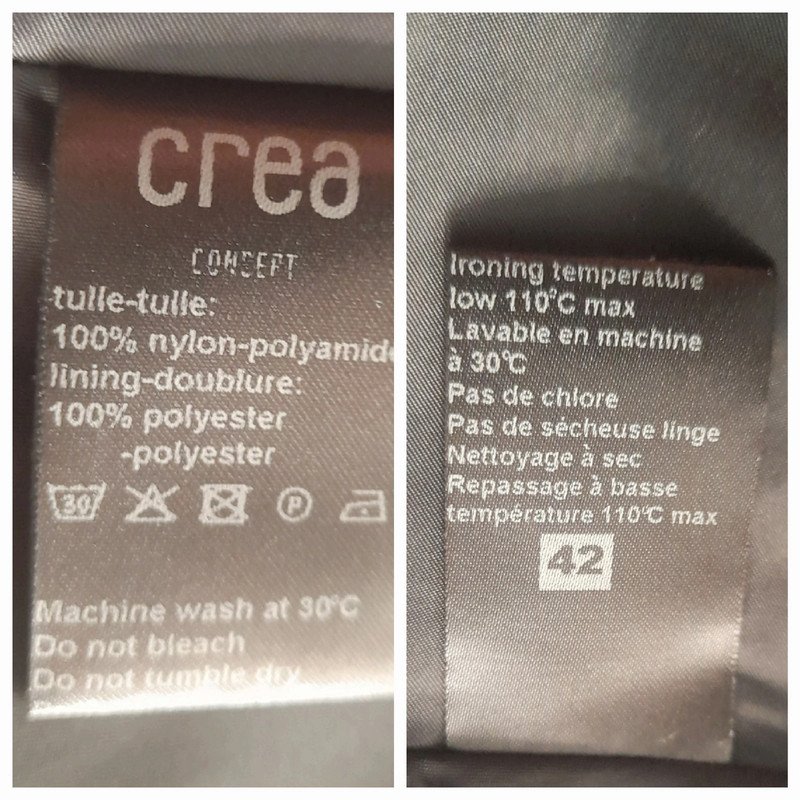 crea
CONCEPT
tulle-tulle:
100% nylon-polyamide
lining-doublure:
100% polyester
-polyester
30 P
Machine wash at 30°C
Do not bleach
Do not tumble dry
Ironing temperature
low 110°C max
Lavable en machine
à 30°C
Pas de chlore
Pas de sécheuse linge
Nettoyage à sec
Repassage à basse
température 110°C max
42